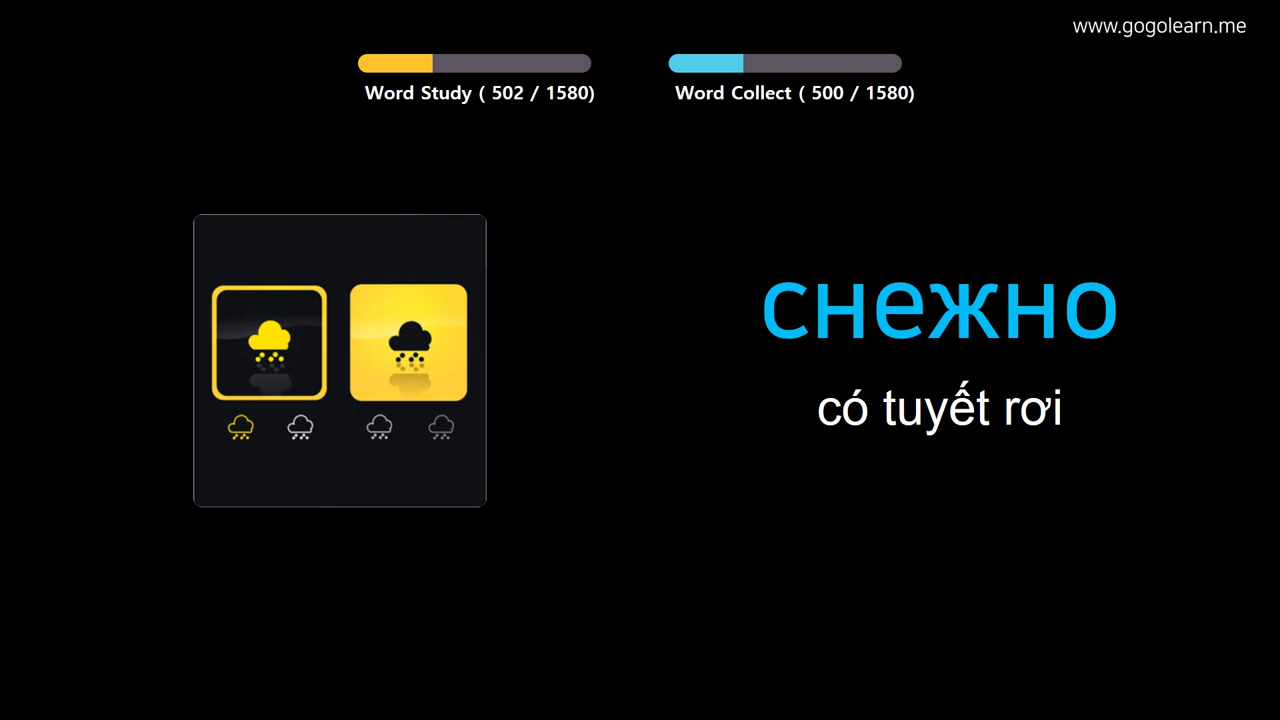 www.gogolearn.me
Word Study ( 502 / 1580)
Word Collect ( 500 / 1580)
снежно
có tuyết rơi